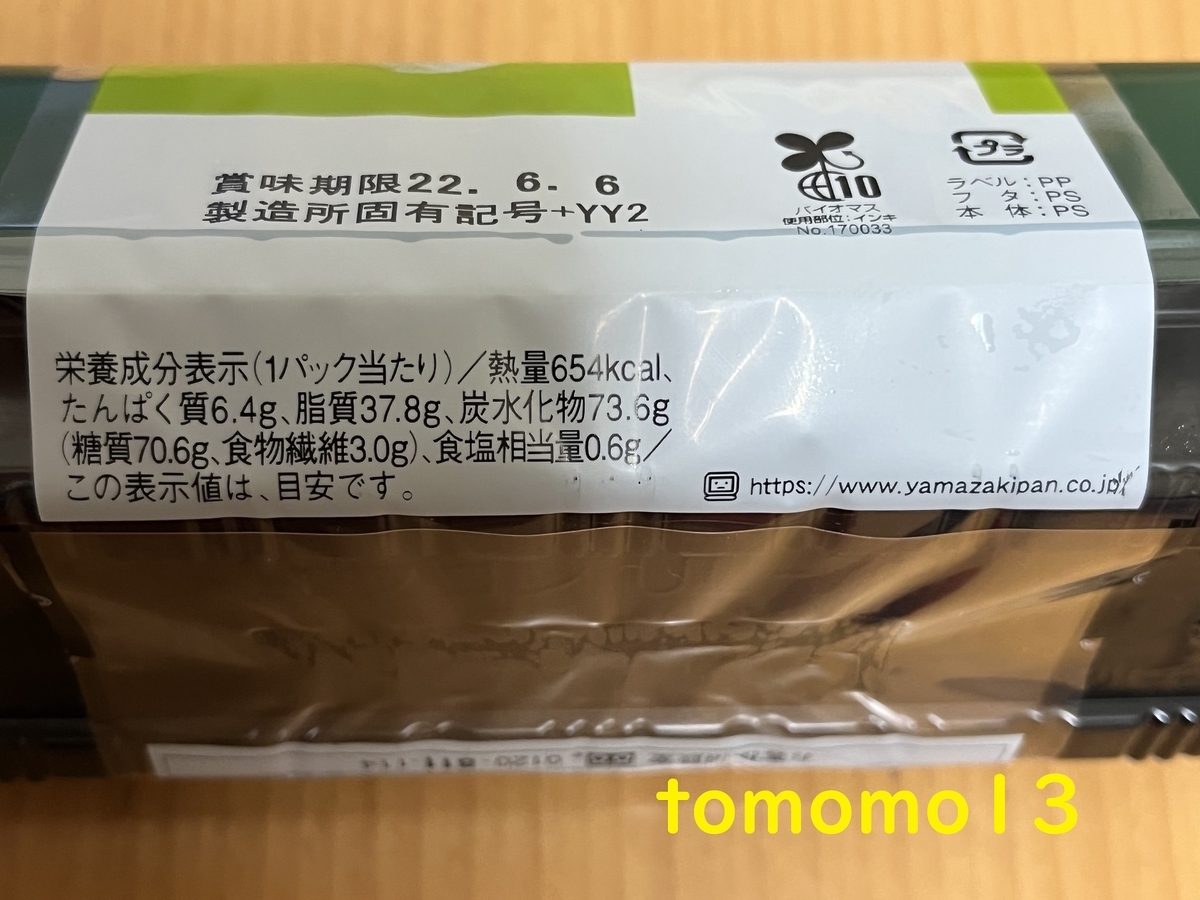 賞味期限22. 6. 6
製造所固有記号+YY2
10
バイオマス
使用部位:インキ
No.170033
プラ
ラベル:PP
フタ:PS
本体:PS
栄養成分表示(1パック当たり)/熱量654kcal、
たんぱく質6.4g、脂質37.8g、炭水化物73.6g
(糖質70.6g、食物繊維3.0g)、食塩相当量0.6g/
この表示値は、目安です。
https://www.yamazakipan.co.jp/
tomomo13